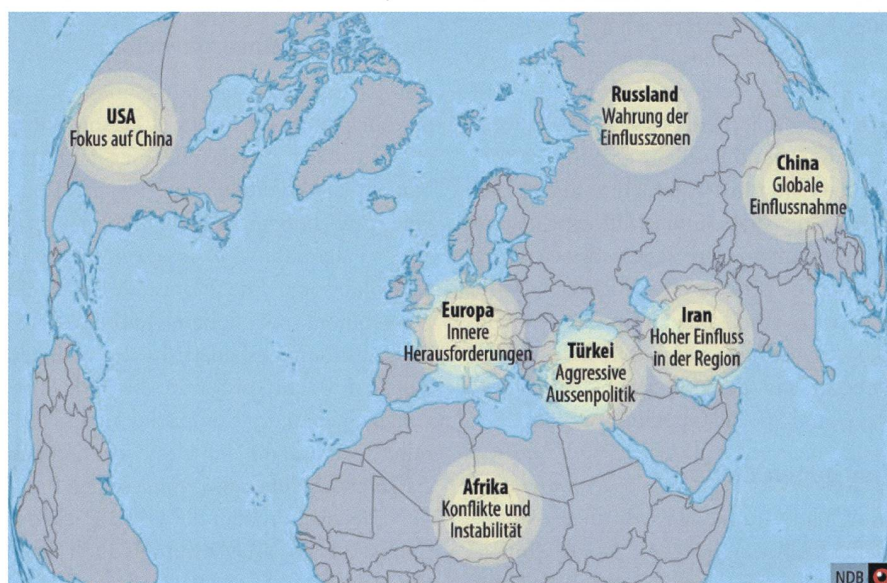 USA
Fokus auf China
Russland
Wahrung der
Einflusszonen
China
Globale
Einflussnahme
Europa
Innere
Herausforderungen
Türkei
Aggressive
Aussenpolitik
Iran
Hoher Einfluss
in der Region
Afrika
Konflikte und
Instabilität
NDB